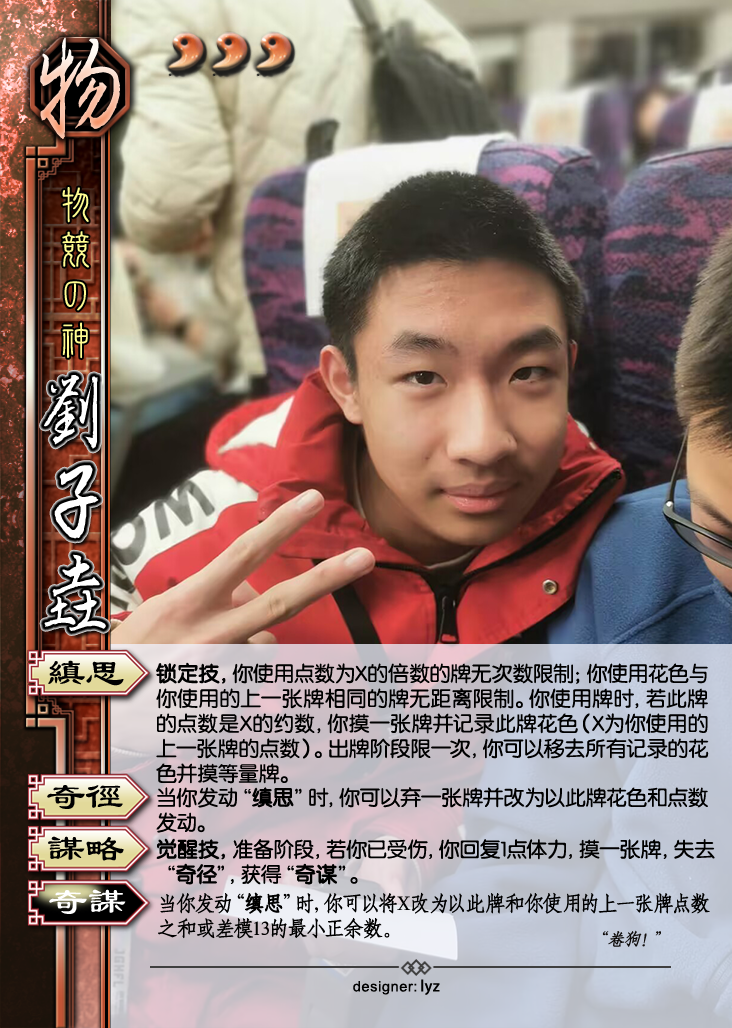 物
物競の神
劉子垚
縝思
锁定技，你使用点数为X的倍数的牌无次数限制；你使用花色与
你使用的上一张牌相同的牌无距离限制。你使用牌时，若此牌
的点数是X的约数，你摸一张牌并记录此牌花色（X为你使用的
上一张牌的点数）。出牌阶段限一次，你可以移去所有记录的花
色并摸等量牌。
奇徑
当你发动“缜思”时，你可以弃一张牌并改为以此牌花色和点数
发动。
謀略
觉醒技，准备阶段，若你已受伤，你回复1点体力，摸一张牌，失去
“奇径”，获得“奇谋”。
奇謀
当你发动“缜思”时，你可以将X改为以此牌和你使用的上一张牌点数
之和或差模13的最小正余数。
“卷狗！”
designer: lyz